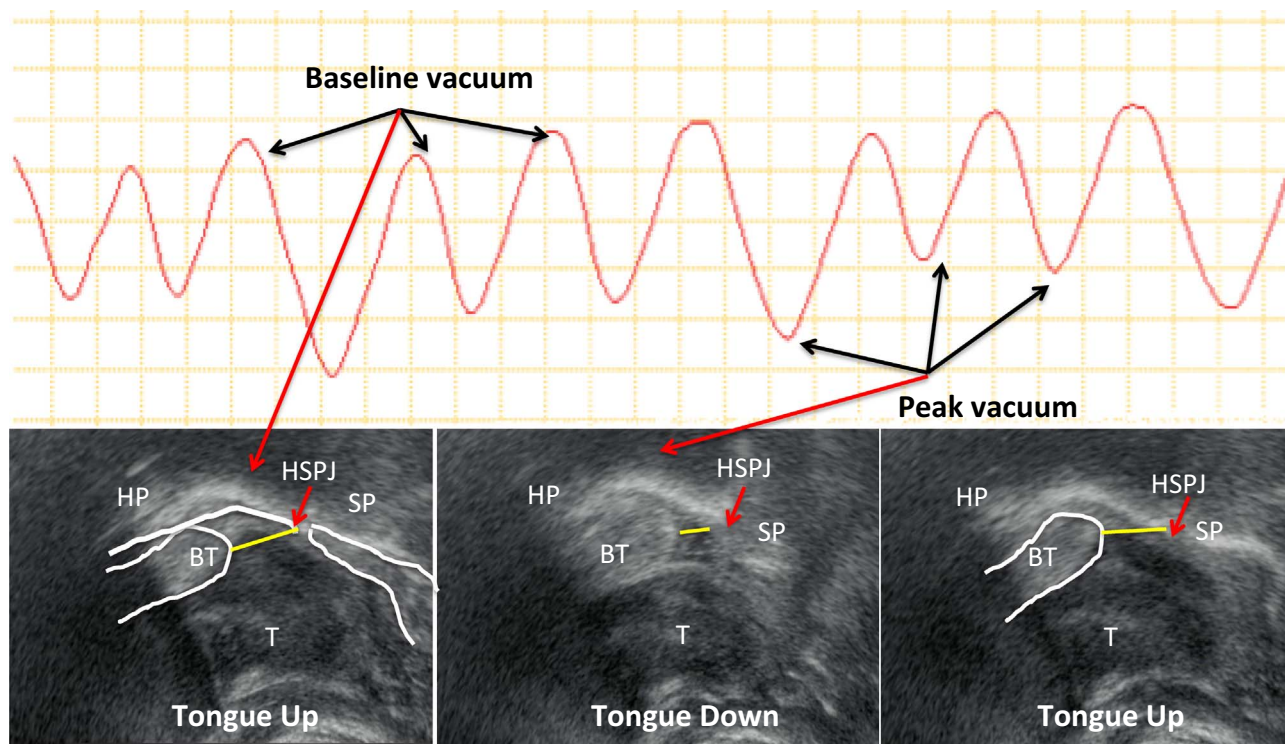 Baseline vacuum
Peak vacuum
HP
HSPJ
SP
BT
T
Tongue Up
HP
HSPJ
SP
BT
T
Tongue Down
HP
HSPJ
SP
BT
T
Tongue Up